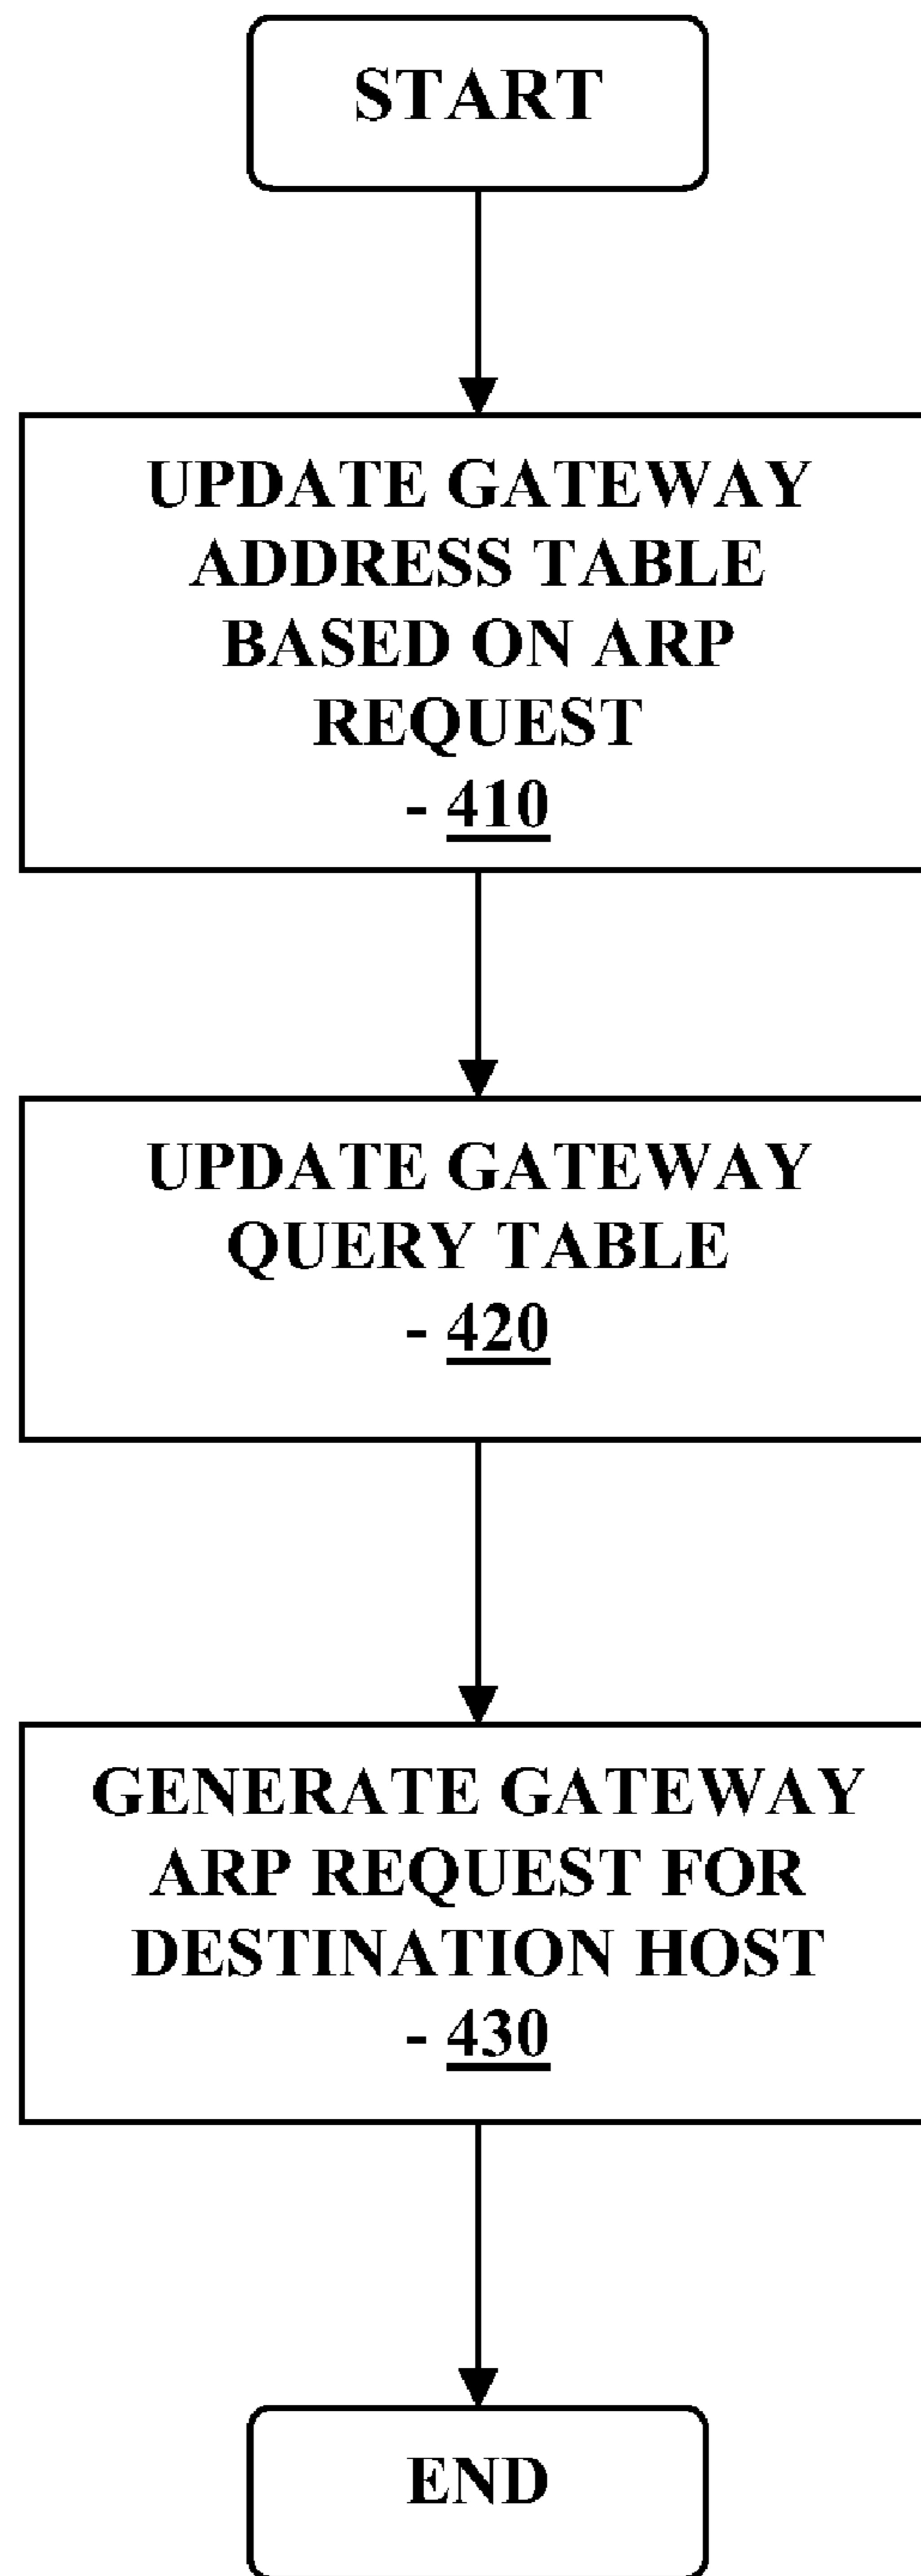 START
UPDATE GATEWAY
ADDRESS TABLE
BASED ON ARP
REQUEST
- 410
UPDATE GATEWAY
QUERY TABLE
- 420
GENERATE GATEWAY
ARP REQUEST FOR
DESTINATION HOST
- 430
END